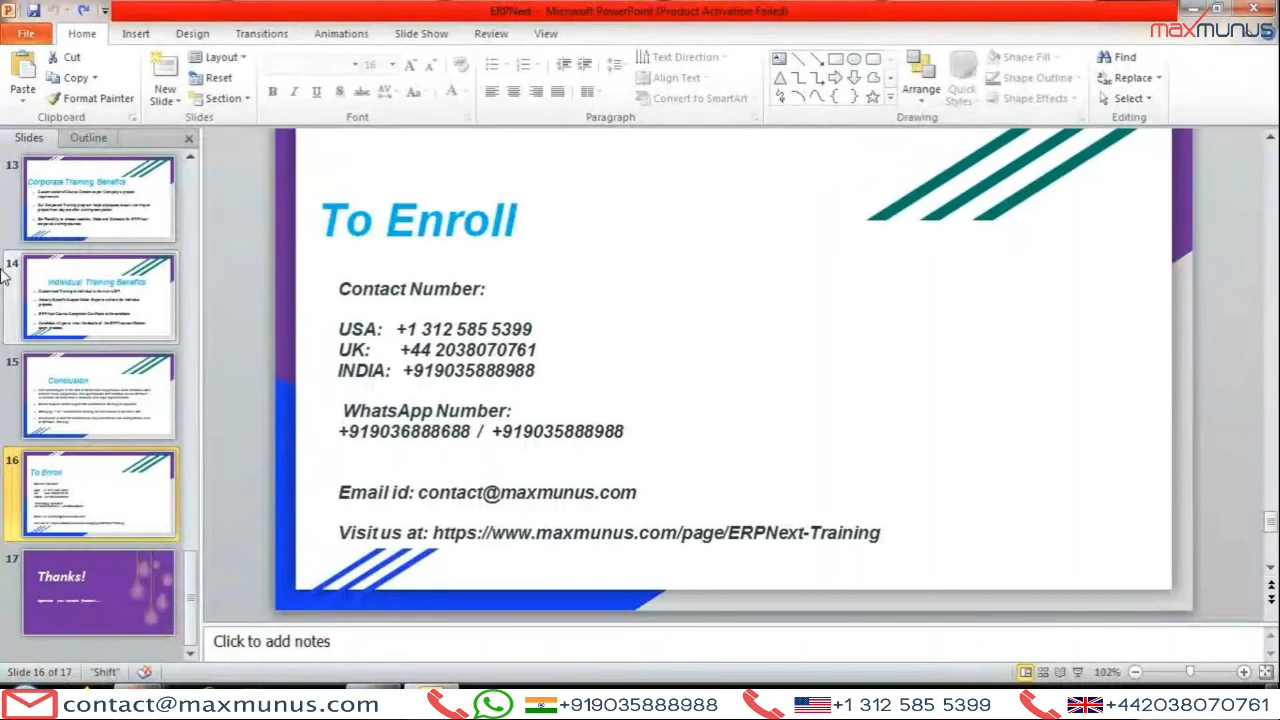 ERPNext - Microsoft PowerPoint (Product Activation Failed)
maxmunus
File Home Insert Design Transitions Animations Slide Show Review View
Paste
Cut
Copy
Format Painter
Clipboard
New
Slide
Layout
Reset
Section
Slides
16
Font
Text Direction
Align Text
Convert to SmartArt
Paragraph
Arrange
Quick
Styles
Shape Fill
Shape Outline
Shape Effects
Drawing
Find
Replace
Select
Editing
Slides Outline
13
Corporate Training Benefits
14
Individual Training Benefits
15
Conclusion
16
To Enroll
17
Thanks!
To Enroll
Contact Number:
USA: +1 312 585 5399
UK: +44 2038070761
INDIA: +919035888988
WhatsApp Number:
+919036888688 / +919035888988
Email id: contact@maxmunus.com
Visit us at: https://www.maxmunus.com/page/ERPNext-Training
Click to add notes
Slide 16 of 17 "Shift" 102%
contact@maxmunus.com +919035888988 +1 312 585 5399 +442038070761